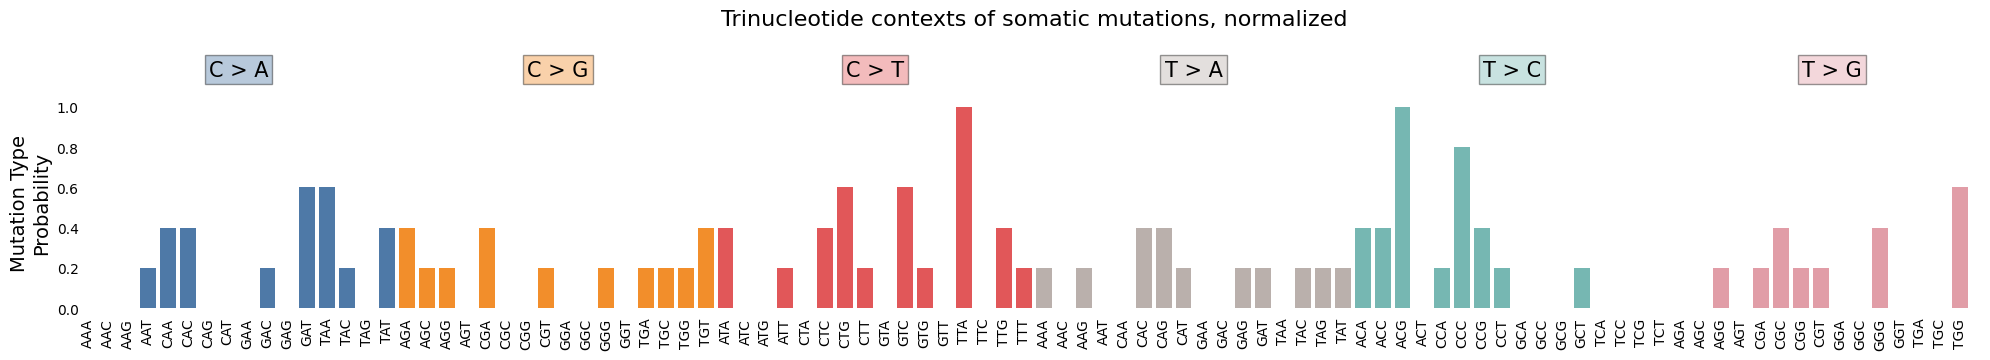 Trinucleotide contexts of somatic mutations, normalized
C > A C > G C > T T > A T > C T > G
Mutation Type
Probability
1.0
0.8
0.6
0.4
0.2
0.0
AAA AAC AAG AAT CAA CAC CAG CAT GAA GAC GAG GAT TAA TAC TAG TAT AGA AGC AGG AGT CGA CGC CGG CGT GGA GGC GGG GGT TGA TGC TGG TGT ATA ATC ATG ATT CTA CTC CTG CTT GTA GTC GTG GTT TTA TTC TTG TTT AAA AAC AAG AAT CAA CAC CAG CAT GAA GAC GAG GAT TAA TAC TAG TAT ACA ACC ACG ACT CCA CCC CCG CCT GCA GCC GCG GCT TCA TCC TCG TCT AGA AGC AGG AGT CGA CGC CGG CGT GGA GGC GGG GGT TGA TGC TGG